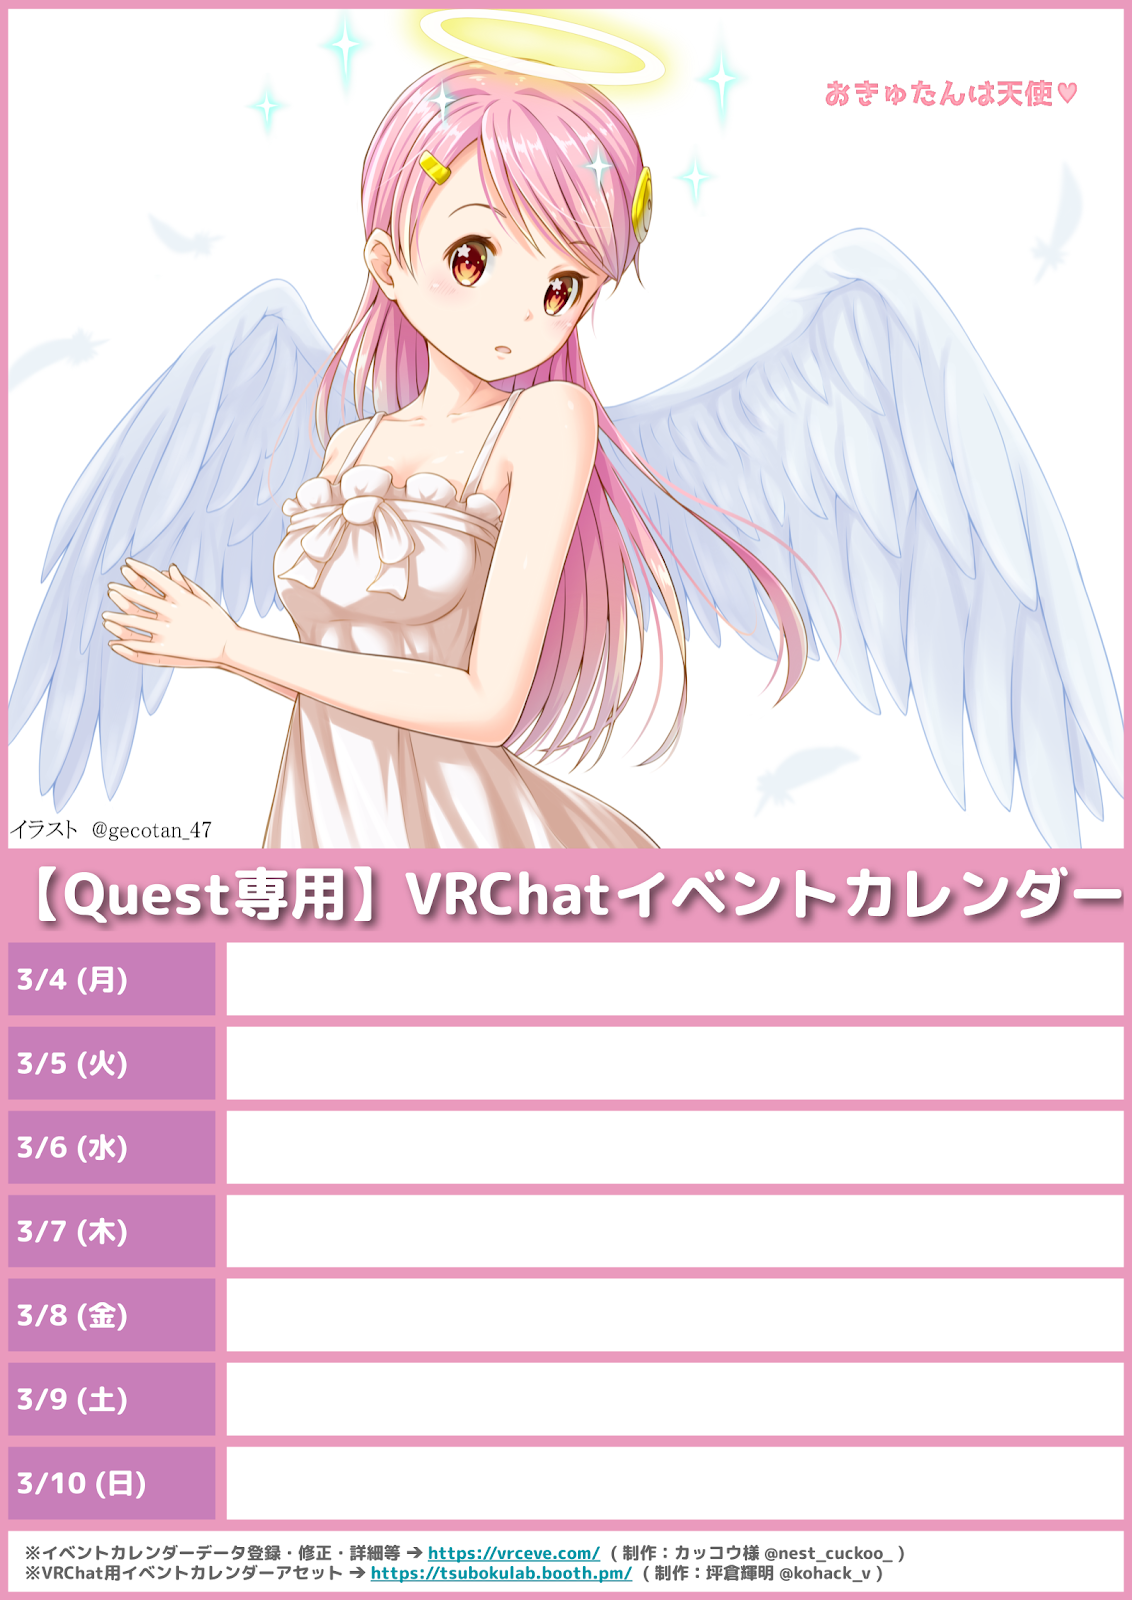 おきゅたんは天使♡
イラスト @gecotan_47
【Quest専用】VRChatイベントカレンダー
3/4 (月)
3/5 (火)
3/6 (水)
3/7 (木)
3/8 (金)
3/9 (土)
3/10 (日)
※イベントカレンダーデータ登録・修正・詳細等 ➔ https://vrceve.com/ ( 制作：カッコウ様 @nest_cuckoo_ )
※VRChat用イベントカレンダーアセット ➔ https://tsubokulab.booth.pm/ ( 制作：坪倉輝明 @kohack_v )